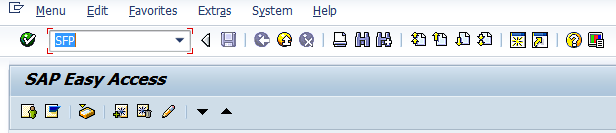 Menu Edit Favorites Extras System Help
SFP
SAP Easy Access